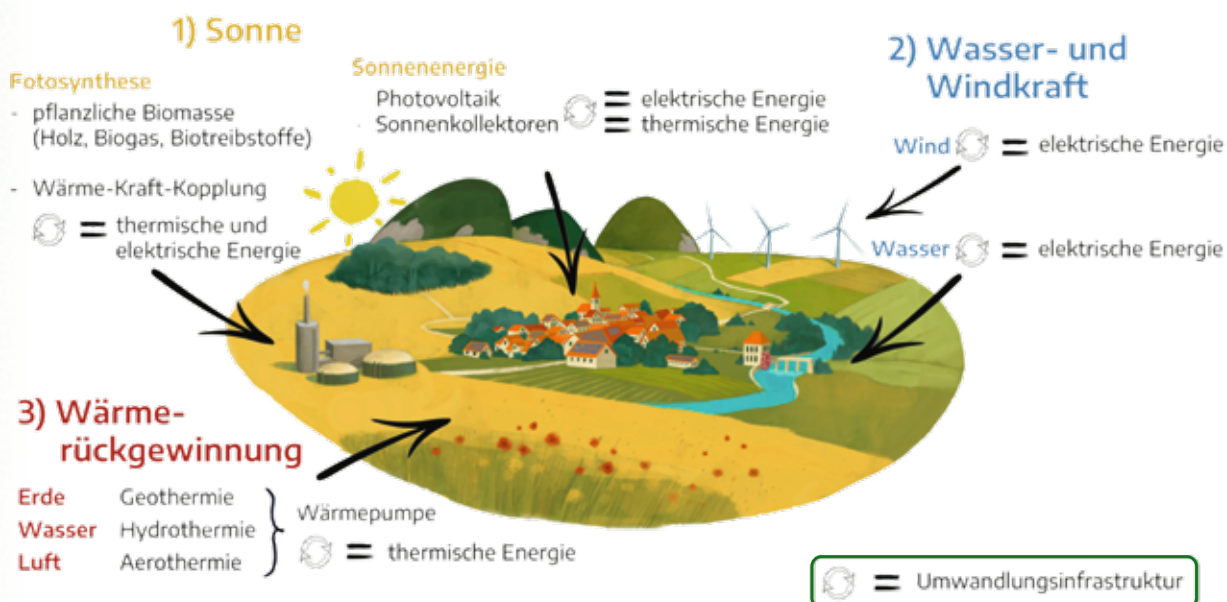 1) Sonne
Fotosynthese
- pflanzliche Biomasse
(Holz, Biogas, Biotreibstoffe)
- Wärme-Kraft-Kopplung
= thermische und
elektrische Energie
Sonnenenergie
Photovoltaik = elektrische Energie
Sonnenkollektoren = thermische Energie
2) Wasser- und
Windkraft
Wind = elektrische Energie
Wasser = elektrische Energie
3) Wärme-
rückgewinnung
Erde Geothermie
Wasser Hydrothermie
Luft Aerothermie
Wärmepumpe
= thermische Energie
= Umwandlungsinfrastruktur